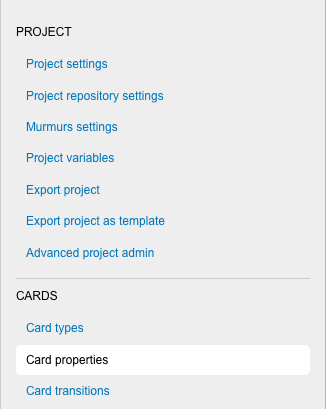 PROJECT
Project settings
Project repository settings
Murmurs settings
Project variables
Export project
Export project as template
Advanced project admin
CARDS
Card types
Card properties
Card transitions